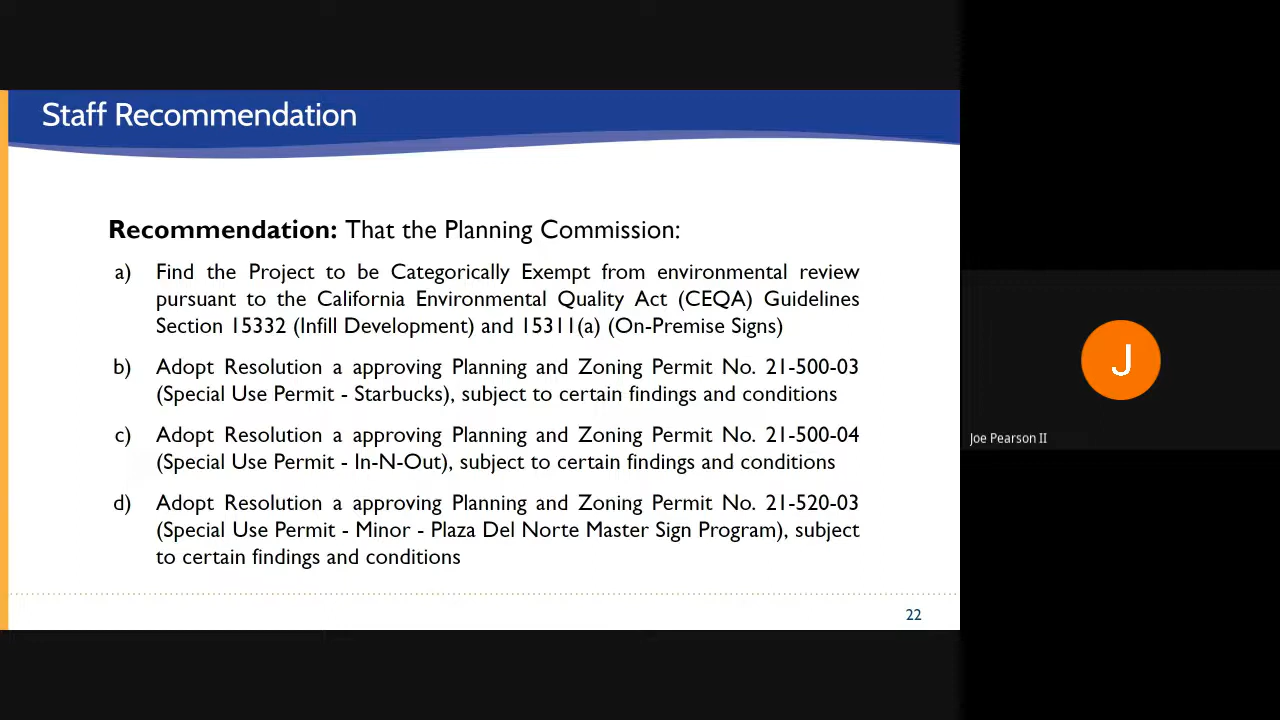 Staff Recommendation
Recommendation: That the Planning Commission:
a) Find the Project to be Categorically Exempt from environmental review
pursuant to the California Environmental Quality Act (CEQA) Guidelines
Section 15332 (Infill Development) and 15311(a) (On-Premise Signs)
b) Adopt Resolution a approving Planning and Zoning Permit No. 21-500-03
(Special Use Permit - Starbucks), subject to certain findings and conditions
c) Adopt Resolution a approving Planning and Zoning Permit No. 21-500-04
(Special Use Permit - In-N-Out), subject to certain findings and conditions
d) Adopt Resolution a approving Planning and Zoning Permit No. 21-520-03
(Special Use Permit - Minor - Plaza Del Norte Master Sign Program), subject
to certain findings and conditions
22
J
Joe Pearson II